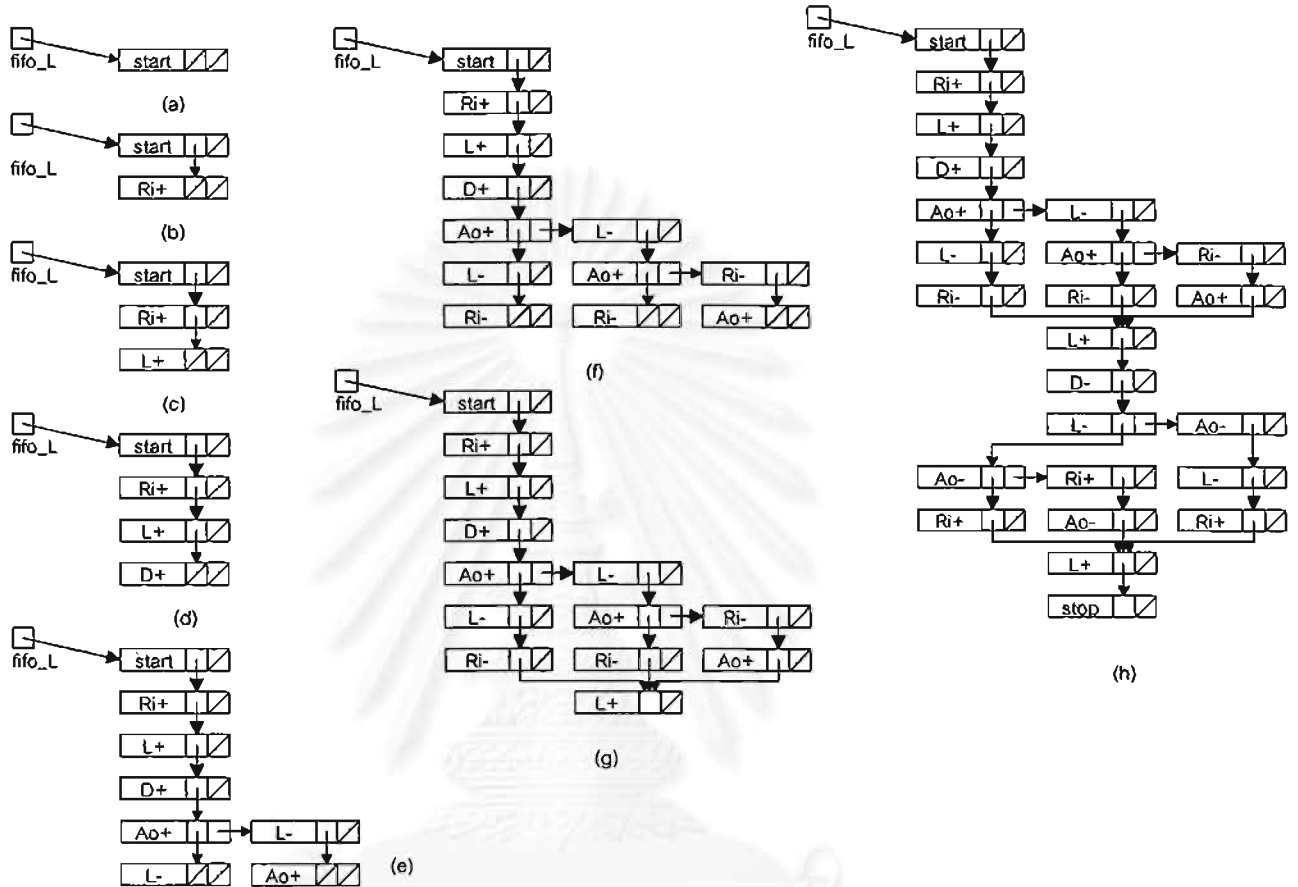 fifo_L
start
(a)
fifo_L
start
Ri+
(b)
fifo_L
start
Ri+
L+
(c)
fifo_L
start
Ri+
L+
D+
(d)
fifo_L
start
Ri+
L+
D+
Ao+ L-
L- Ao+
(e)
fifo_L
start
Ri+
L+
D+
Ao+ L-
L- Ao+ Ri-
Ri- Ri- Ao+
(f)
fifo_L
start
Ri+
L+
D+
Ao+ L-
L- Ao+ Ri-
Ri- Ri- Ao+
L+
(g)
fifo_L
start
Ri+
L+
D+
Ao+ L-
L- Ao+ Ri-
Ri- Ri- Ao+
L+
D-
L- Ao-
Ao- Ri+ L-
Ri+ Ao- Ri+
L+
stop
(h)